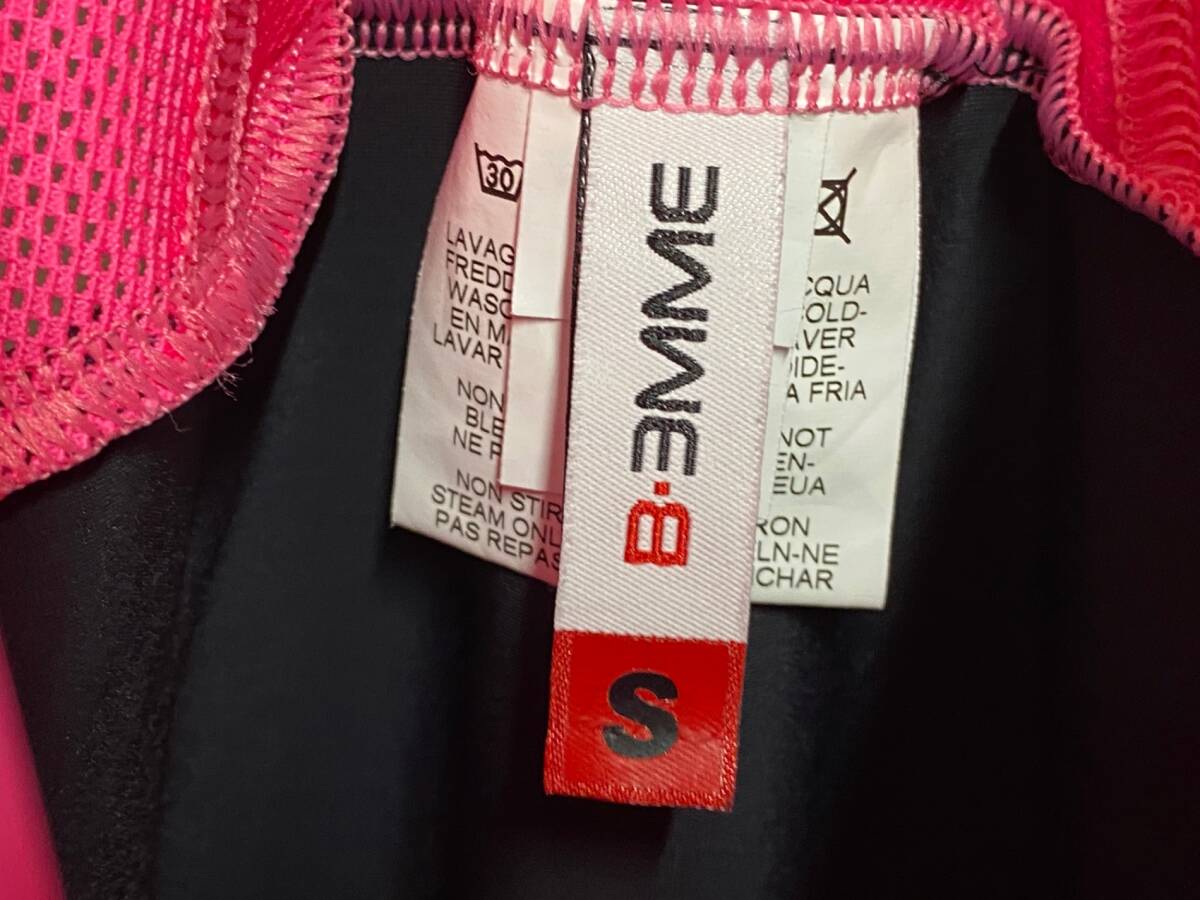 B·EMME
S
30
LAVAG
FREDD
WASC
EN M
LAVAR
NON
BLE
NE P
NON STIR
STEAM ONL
PAS REPAS
CQUA
COLD-
AVER
IDE-
A FRIA
NOT
EN-
EUA
RON
LN-NE
CHAR